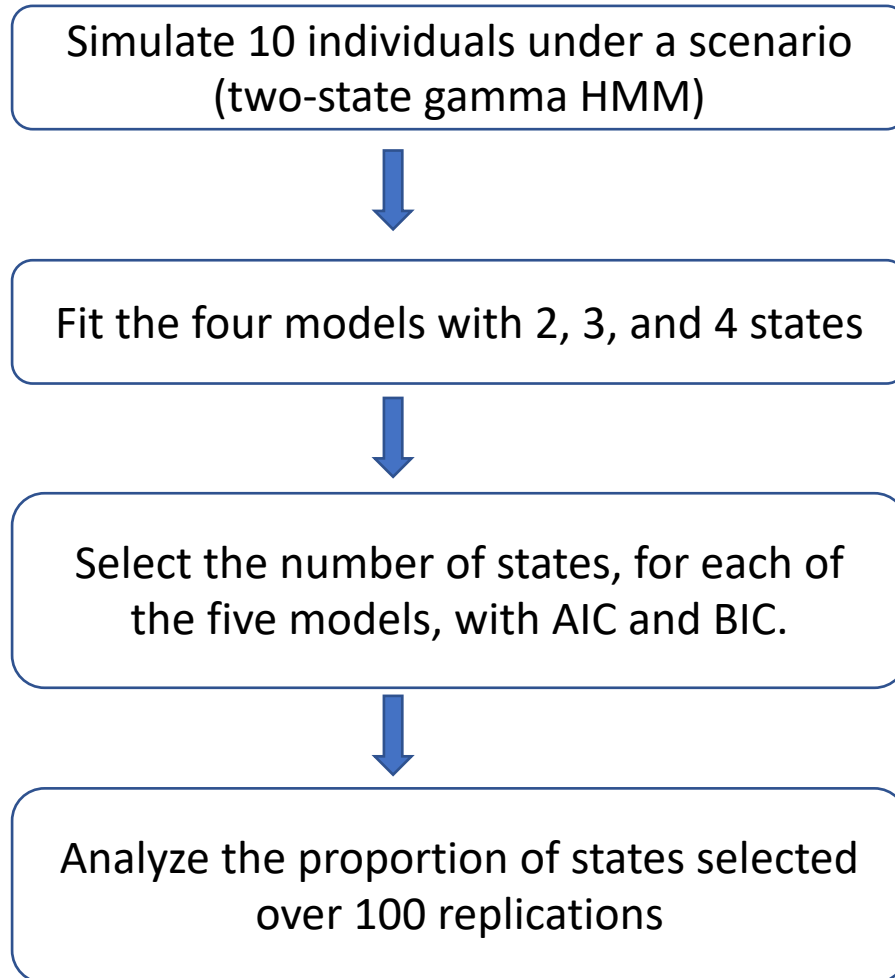 Simulate 10 individuals under a scenario
(two-state gamma HMM)
Fit the four models with 2, 3, and 4 states
Select the number of states, for each of
the five models, with AIC and BIC.
Analyze the proportion of states selected
over 100 replications